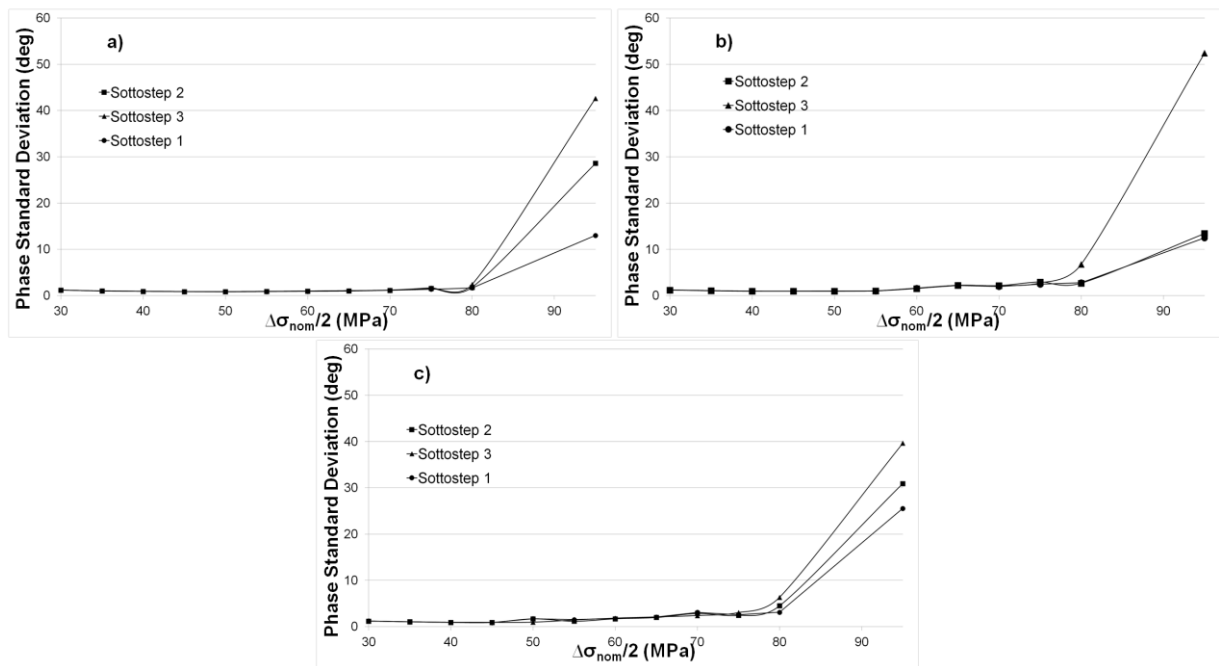 a)
Phase Standard Deviation (deg)
60
50
40
30
20
10
0
Sottostep 2
Sottostep 3
Sottostep 1
30 40 50 60 70 80 90
Δσnom/2 (MPa)
b)
Phase Standard Deviation (deg)
60
50
40
30
20
10
0
Sottostep 2
Sottostep 3
Sottostep 1
30 40 50 60 70 80 90
Δσnom/2 (MPa)
c)
Phase Standard Deviation (deg)
60
50
40
30
20
10
0
Sottostep 2
Sottostep 3
Sottostep 1
30 40 50 60 70 80 90
Δσnom/2 (MPa)